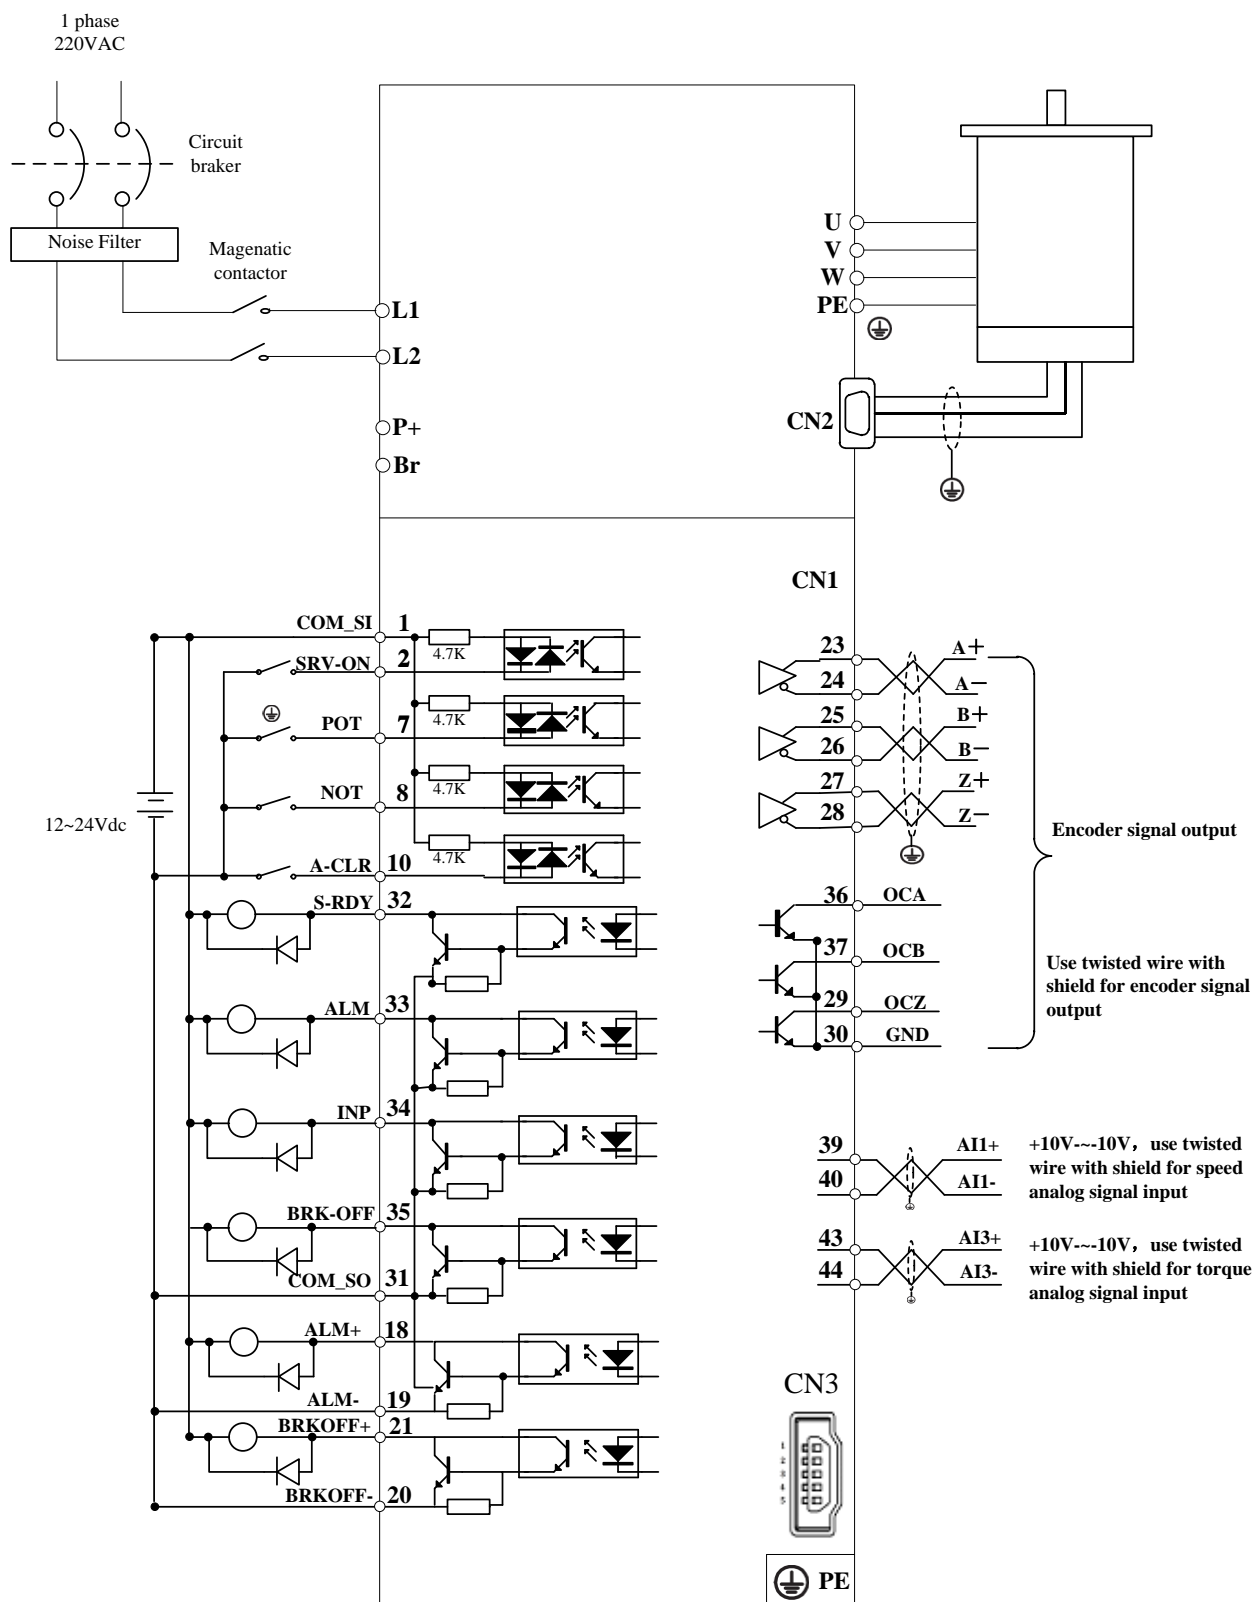 1 phase
220VAC
Circuit
braker
Noise Filter
Magenatic
contactor
L1
L2
P+
Br
U
V
W
PE
CN2
CN1
COM_SI 1
4.7K
SRV-ON 2
POT 7
4.7K
NOT 8
4.7K
12~24Vdc
A-CLR 10
4.7K
S-RDY 32
ALM 33
INP 34
BRK-OFF 35
COM_SO 31
ALM+ 18
ALM- 19
BRKOFF+ 21
BRKOFF- 20
23 A+
24 A-
25 B+
26 B-
27 Z+
28 Z-
Encoder signal output
36 OCA
37 OCB
29 OCZ
30 GND
Use twisted wire with
shield for encoder signal
output
39 AI1+
40 AI1-
+10V-~-10V, use twisted
wire with shield for speed
analog signal input
43 AI3+
44 AI3-
+10V-~-10V, use twisted
wire with shield for torque
analog signal input
CN3
1
2
3
4
5
PE